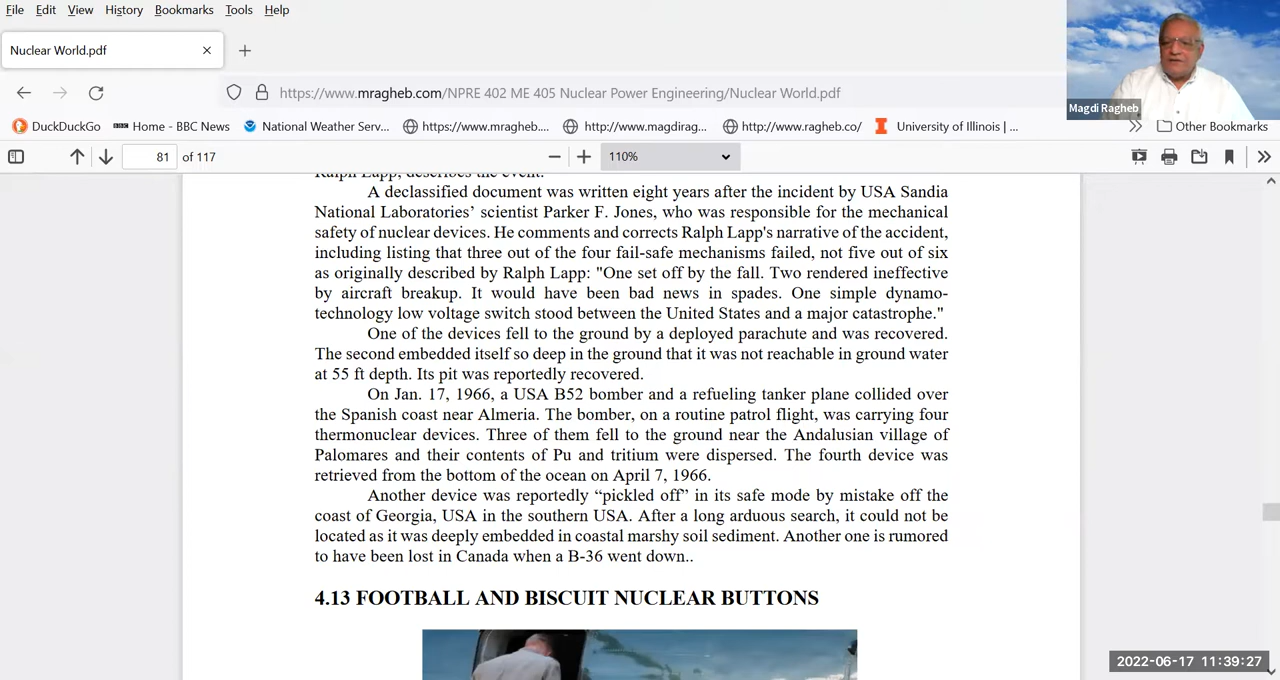 File Edit View History Bookmarks Tools Help
Nuclear World.pdf
https://www.mragheb.com/NPRE 402 ME 405 Nuclear Power Engineering/Nuclear World.pdf
Magdi Ragheb
DuckDuckGo BBC Home - BBC News National Weather Serv... https://www.mragheb.... http://www.magdirag... http://www.ragheb.co/ University of Illinois | ... Other Bookmarks
81 of 117 110%
Ralph Lapp, describes the event.
A declassified document was written eight years after the incident by USA Sandia
National Laboratories’ scientist Parker F. Jones, who was responsible for the mechanical
safety of nuclear devices. He comments and corrects Ralph Lapp's narrative of the accident,
including listing that three out of the four fail-safe mechanisms failed, not five out of six
as originally described by Ralph Lapp: "One set off by the fall. Two rendered ineffective
by aircraft breakup. It would have been bad news in spades. One simple dynamo-
technology low voltage switch stood between the United States and a major catastrophe."
One of the devices fell to the ground by a deployed parachute and was recovered.
The second embedded itself so deep in the ground that it was not reachable in ground water
at 55 ft depth. Its pit was reportedly recovered.
On Jan. 17, 1966, a USA B52 bomber and a refueling tanker plane collided over
the Spanish coast near Almeria. The bomber, on a routine patrol flight, was carrying four
thermonuclear devices. Three of them fell to the ground near the Andalusian village of
Palomares and their contents of Pu and tritium were dispersed. The fourth device was
retrieved from the bottom of the ocean on April 7, 1966.
Another device was reportedly “pickled off” in its safe mode by mistake off the
coast of Georgia, USA in the southern USA. After a long arduous search, it could not be
located as it was deeply embedded in coastal marshy soil sediment. Another one is rumored
to have been lost in Canada when a B-36 went down..
4.13 FOOTBALL AND BISCUIT NUCLEAR BUTTONS
2022-06-17 11:39:27